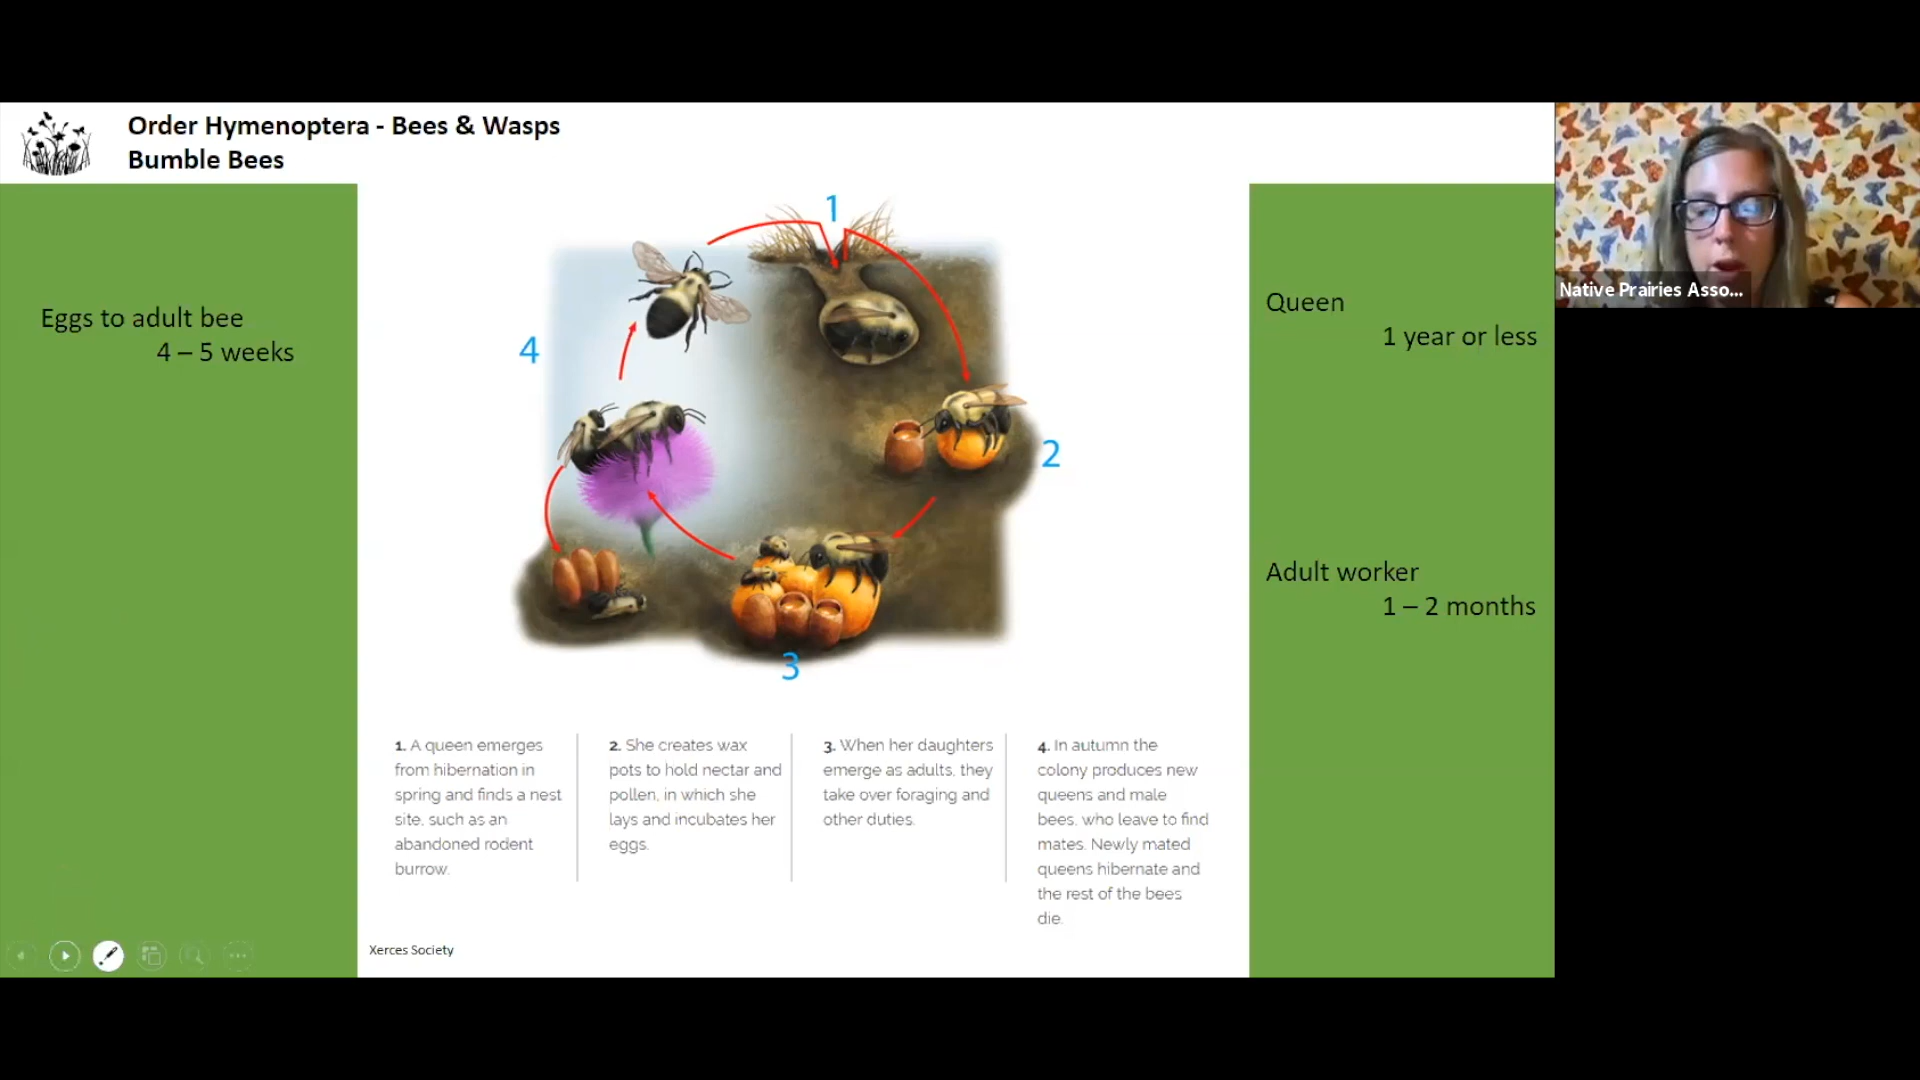 Order Hymenoptera - Bees & Wasps
Bumble Bees
Native Prairies Asso...
Eggs to adult bee
4 – 5 weeks
1
2
3
4
Queen
1 year or less
Adult worker
1 – 2 months
1. A queen emerges
from hibernation in
spring and finds a nest
site, such as an
abandoned rodent
burrow.
2. She creates wax
pots to hold nectar and
pollen, in which she
lays and incubates her
eggs.
3. When her daughters
emerge as adults, they
take over foraging and
other duties.
4. In autumn the
colony produces new
queens and male
bees, who leave to find
mates. Newly mated
queens hibernate and
the rest of the bees
die.
Xerces Society